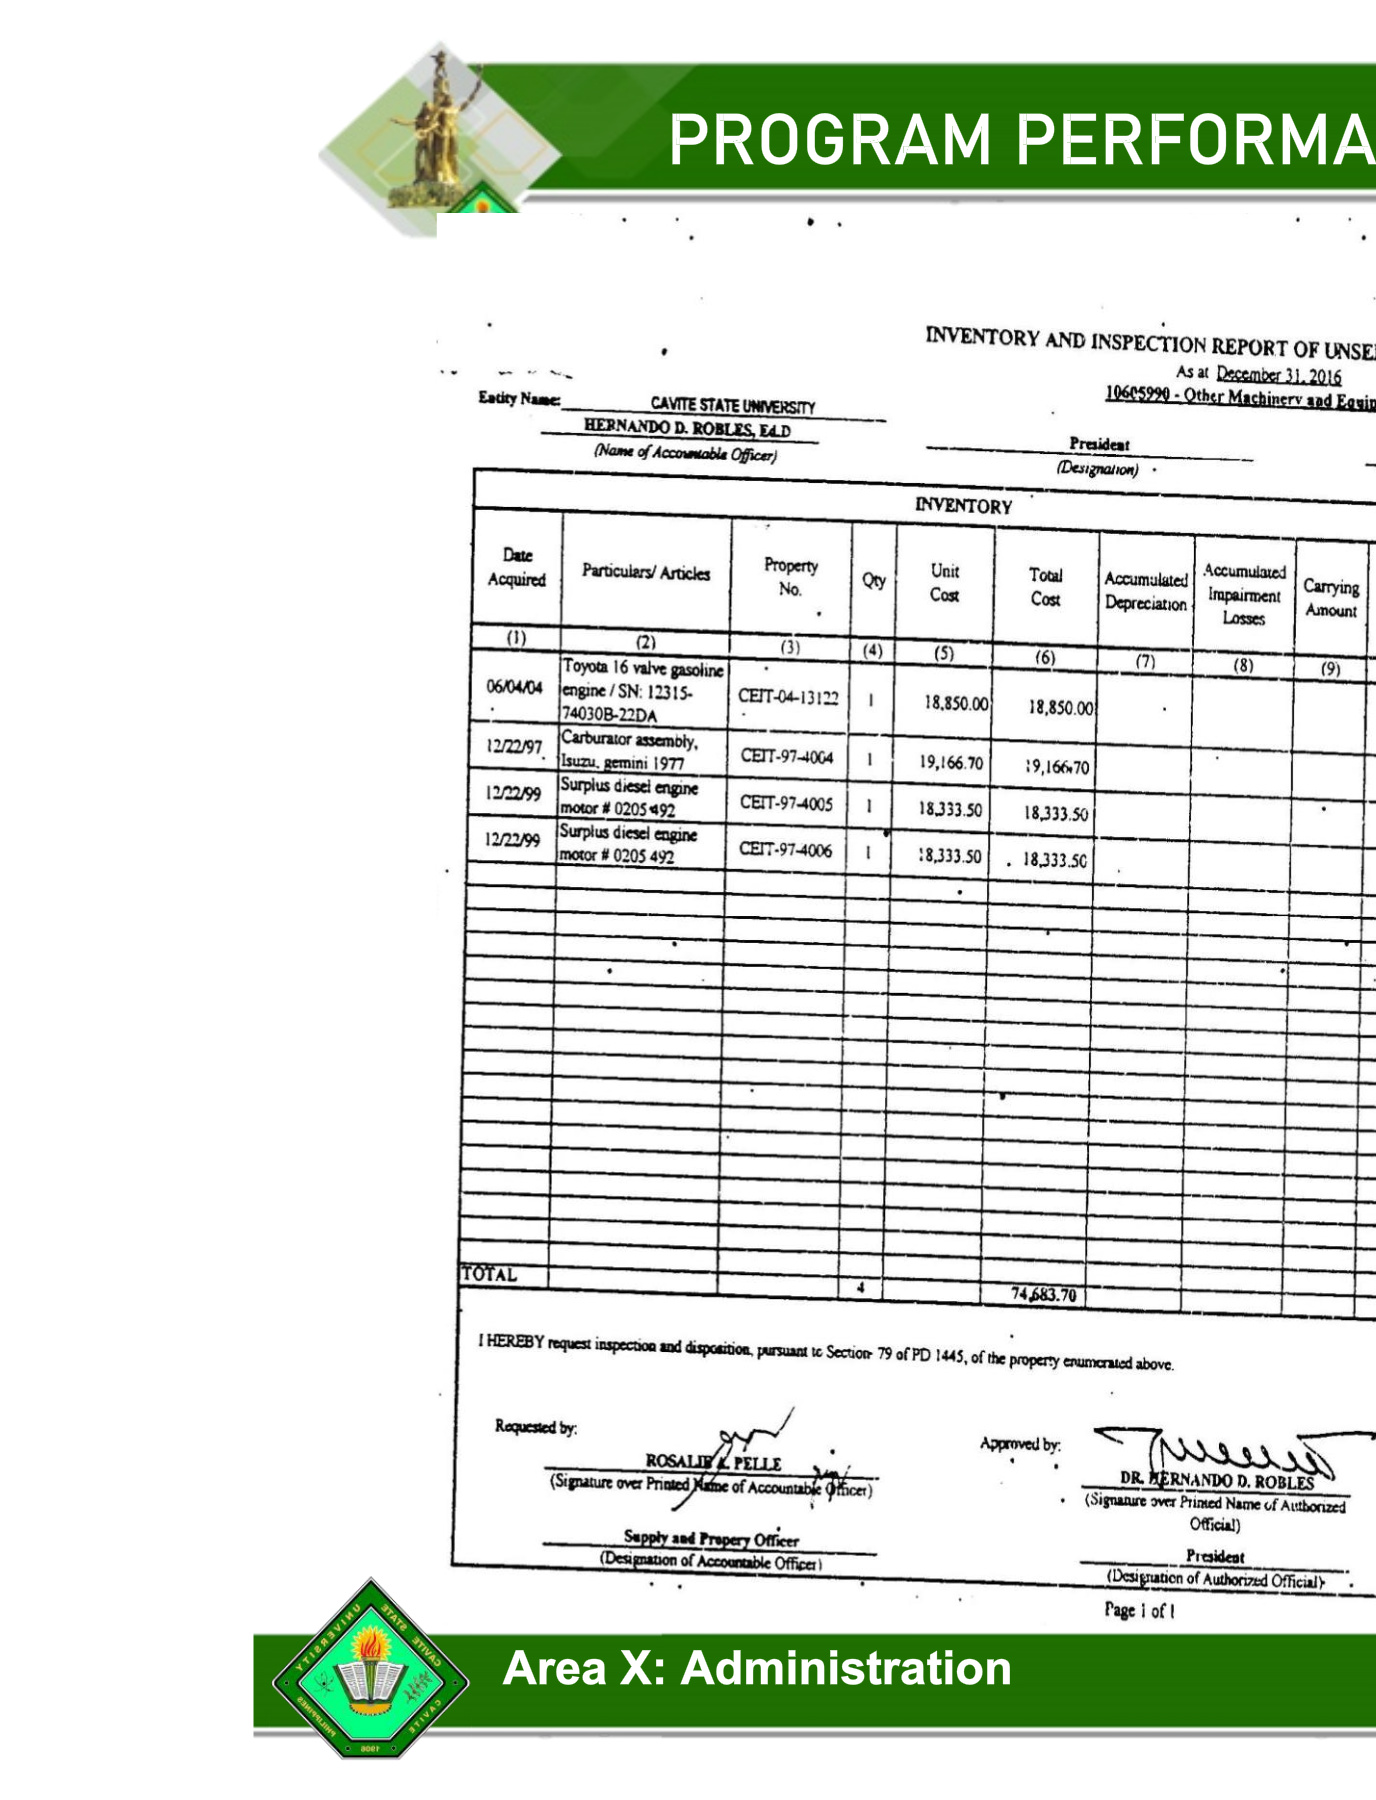 PROGRAM PERFORMA
INVENTORY AND INSPECTION REPORT OF UNSE
As at December 31, 2016
10605990 - Other Machinery and Equip
Entity Name: CAVITE STATE UNIVERSITY
HERNANDO D. ROBLES, Ed.D
(Name of Accountable Officer)
President
(Designation)
INVENTORY
Date Acquired Particulars/ Articles Property No. Qty Unit Cost Total Cost Accumulated Depreciation Accumulated Impairment Losses Carrying Amount
(1) (2) (3) (4) (5) (6) (7) (8) (9)
06/04/04 Toyota 16 valve gasoline engine / SN: 12315-74030B-22DA CEIT-04-13122 1 18,850.00 18,850.00
12/22/97 Carburator assembly, Isuzu, gemini 1977 CEIT-97-4004 1 19,166.70 19,166.70
12/22/99 Surplus diesel engine motor # 0205 492 CEIT-97-4005 1 18,333.50 18,333.50
12/22/99 Surplus diesel engine motor # 0205 492 CEIT-97-4006 1 18,333.50 18,333.50
TOTAL 4 74,683.70
I HEREBY request inspection and disposition, pursuant to Section 79 of PD 1445, of the property enumerated above.
Requested by:
ROSALIE A. PELLE
(Signature over Printed Name of Accountable Officer)
Supply and Propery Officer
(Designation of Accountable Officer)
Approved by:
DR. HERNANDO D. ROBLES
(Signature over Printed Name of Authorized
Official)
President
(Designation of Authorized Official)
Page 1 of 1
CAVITE STATE UNIVERSITY
CAVITE
PHILIPPINES
1906
Area X: Administration